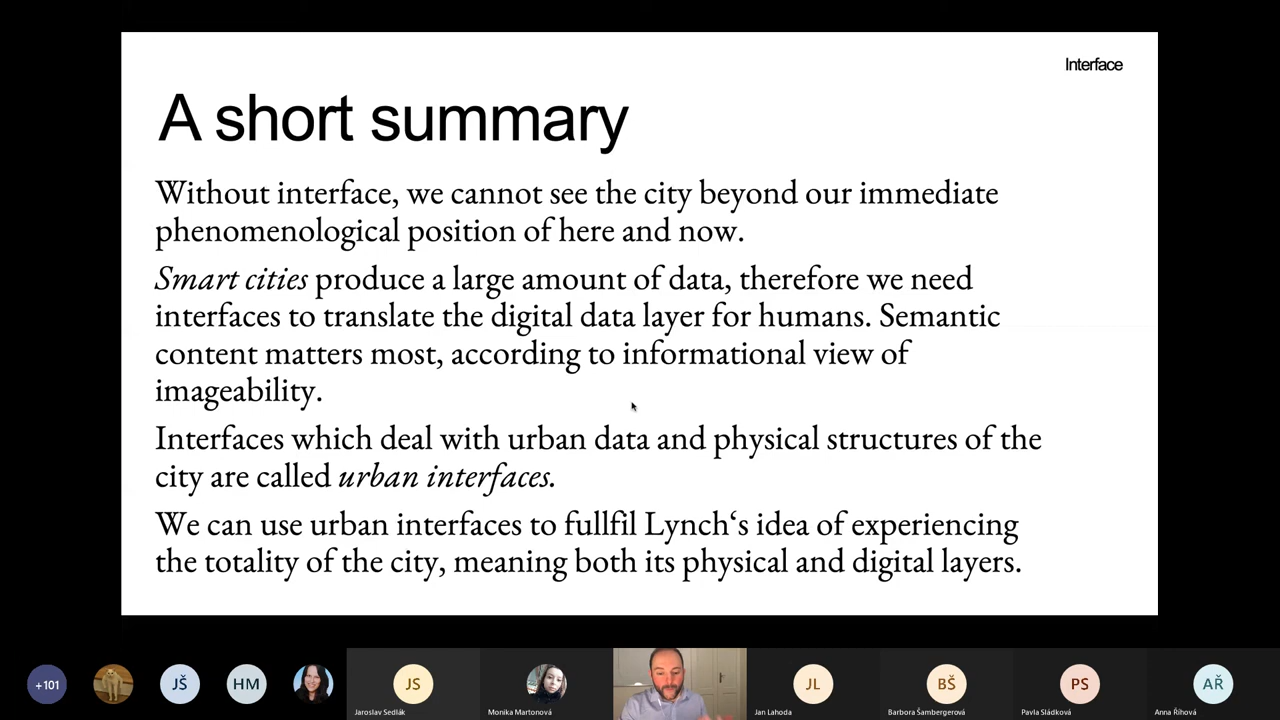 Interface
A short summary
Without interface, we cannot see the city beyond our immediate
phenomenological position of here and now.
Smart cities produce a large amount of data, therefore we need
interfaces to translate the digital data layer for humans. Semantic
content matters most, according to informational view of
imageability.
Interfaces which deal with urban data and physical structures of the
city are called urban interfaces.
We can use urban interfaces to fullfil Lynch‘s idea of experiencing
the totality of the city, meaning both its physical and digital layers.
+101
JŠ
HM
JS
JL
BŠ
PS
AŘ
Jaroslav Sedlák
Monika Martonová
Jan Lahoda
Barbora Šambergerová
Pavla Sládková
Anna Říhová